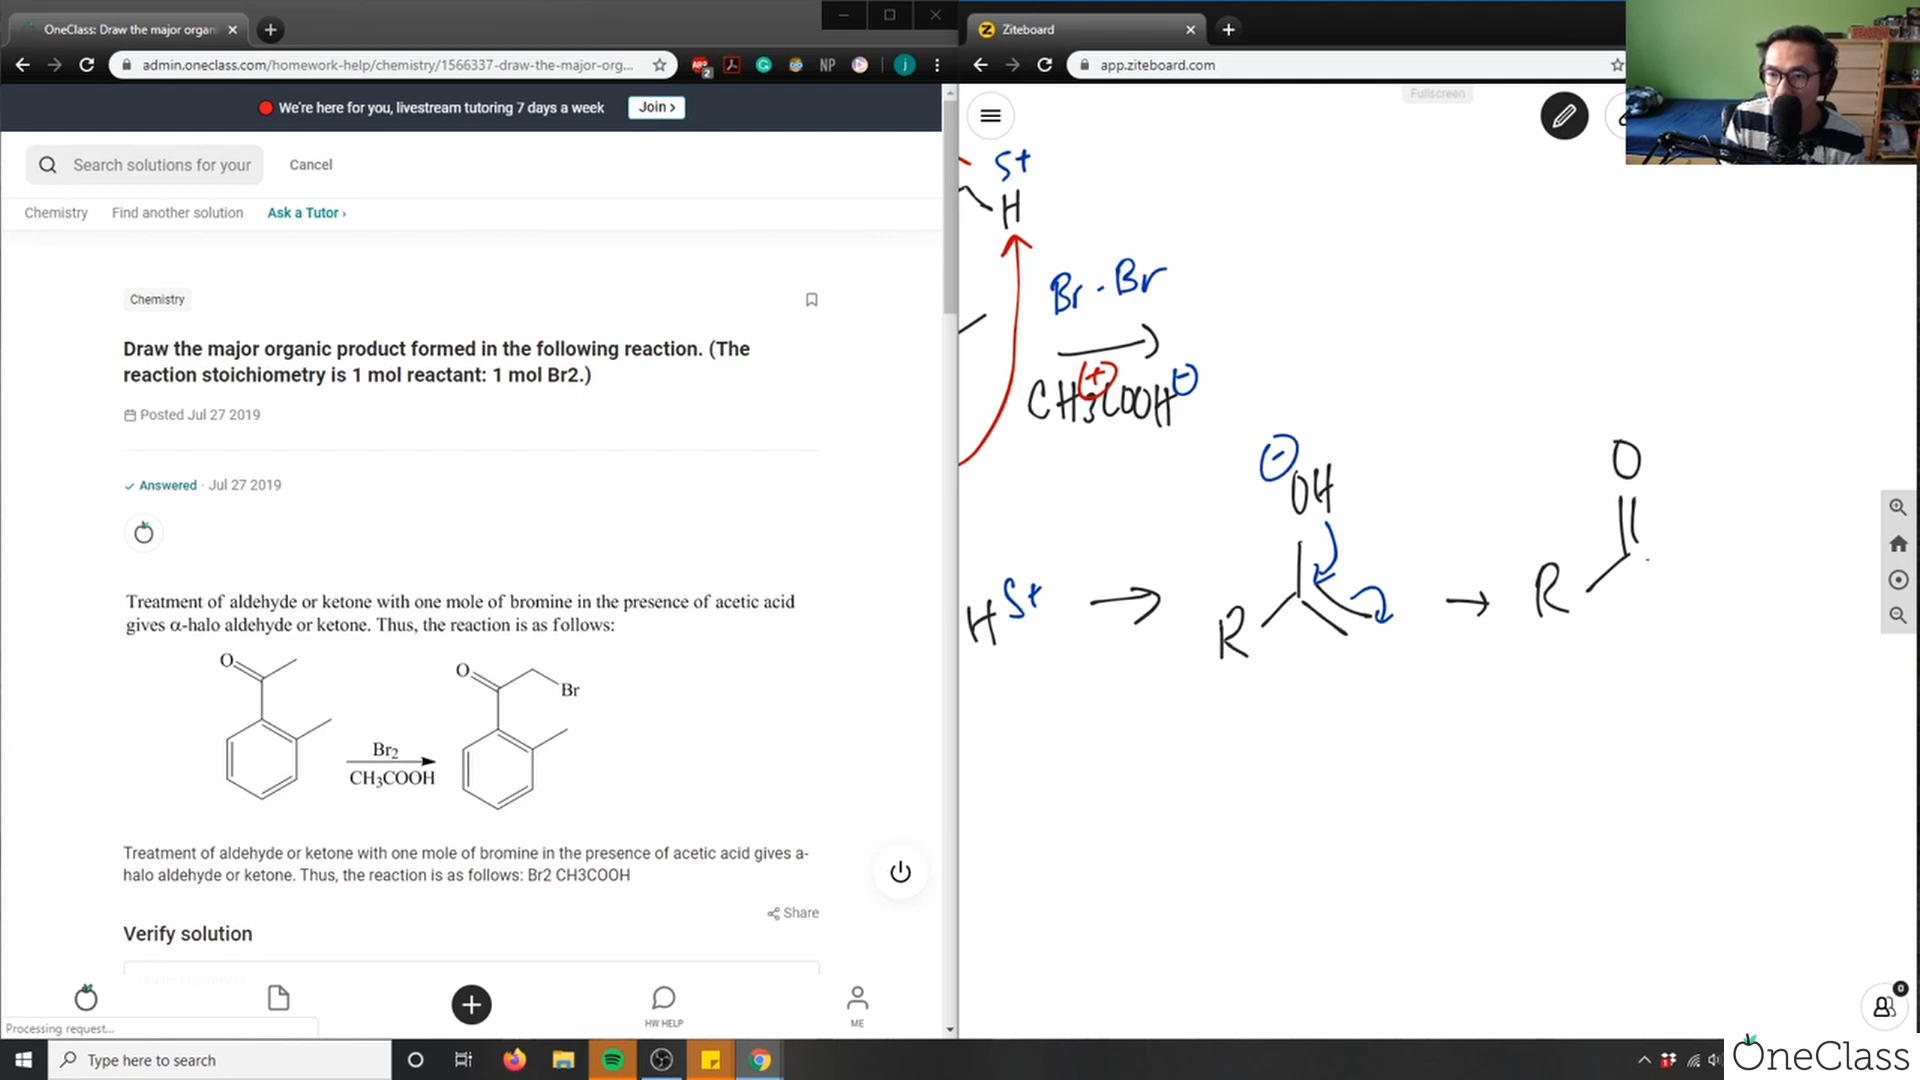 OneClass: Draw the major organi
Ziteboard
admin.oneclass.com/homework-help/chemistry/1566337-draw-the-major-org...
2
NP
j
app.ziteboard.com
We're here for you, livestream tutoring 7 days a week
Join ›
Fullscreen
Search solutions for your
Cancel
Chemistry
Find another solution
Ask a Tutor ›
Chemistry
Draw the major organic product formed in the following reaction. (The
reaction stoichiometry is 1 mol reactant: 1 mol Br2.)
Posted Jul 27 2019
Answered · Jul 27 2019
Treatment of aldehyde or ketone with one mole of bromine in the presence of acetic acid
gives α-halo aldehyde or ketone. Thus, the reaction is as follows:
O
O
Br
Br2
CH3COOH
Treatment of aldehyde or ketone with one mole of bromine in the presence of acetic acid gives a-
halo aldehyde or ketone. Thus, the reaction is as follows: Br2 CH3COOH
Share
Verify solution
HW HELP
ME
Processing request...
S+
H
Br - Br
+
CH3COOH -
-
OH
O
H S+
R
R
0
Type here to search
OneClass